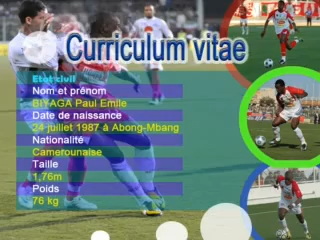 Curriculum vitae
Etat civil
Nom et prénom
BIYAGA Paul Emile
Date de naissance
24 juillet 1987 à Abong-Mbang
Nationalité
Camerounaise
Taille
1,76m
Poids
76 kg